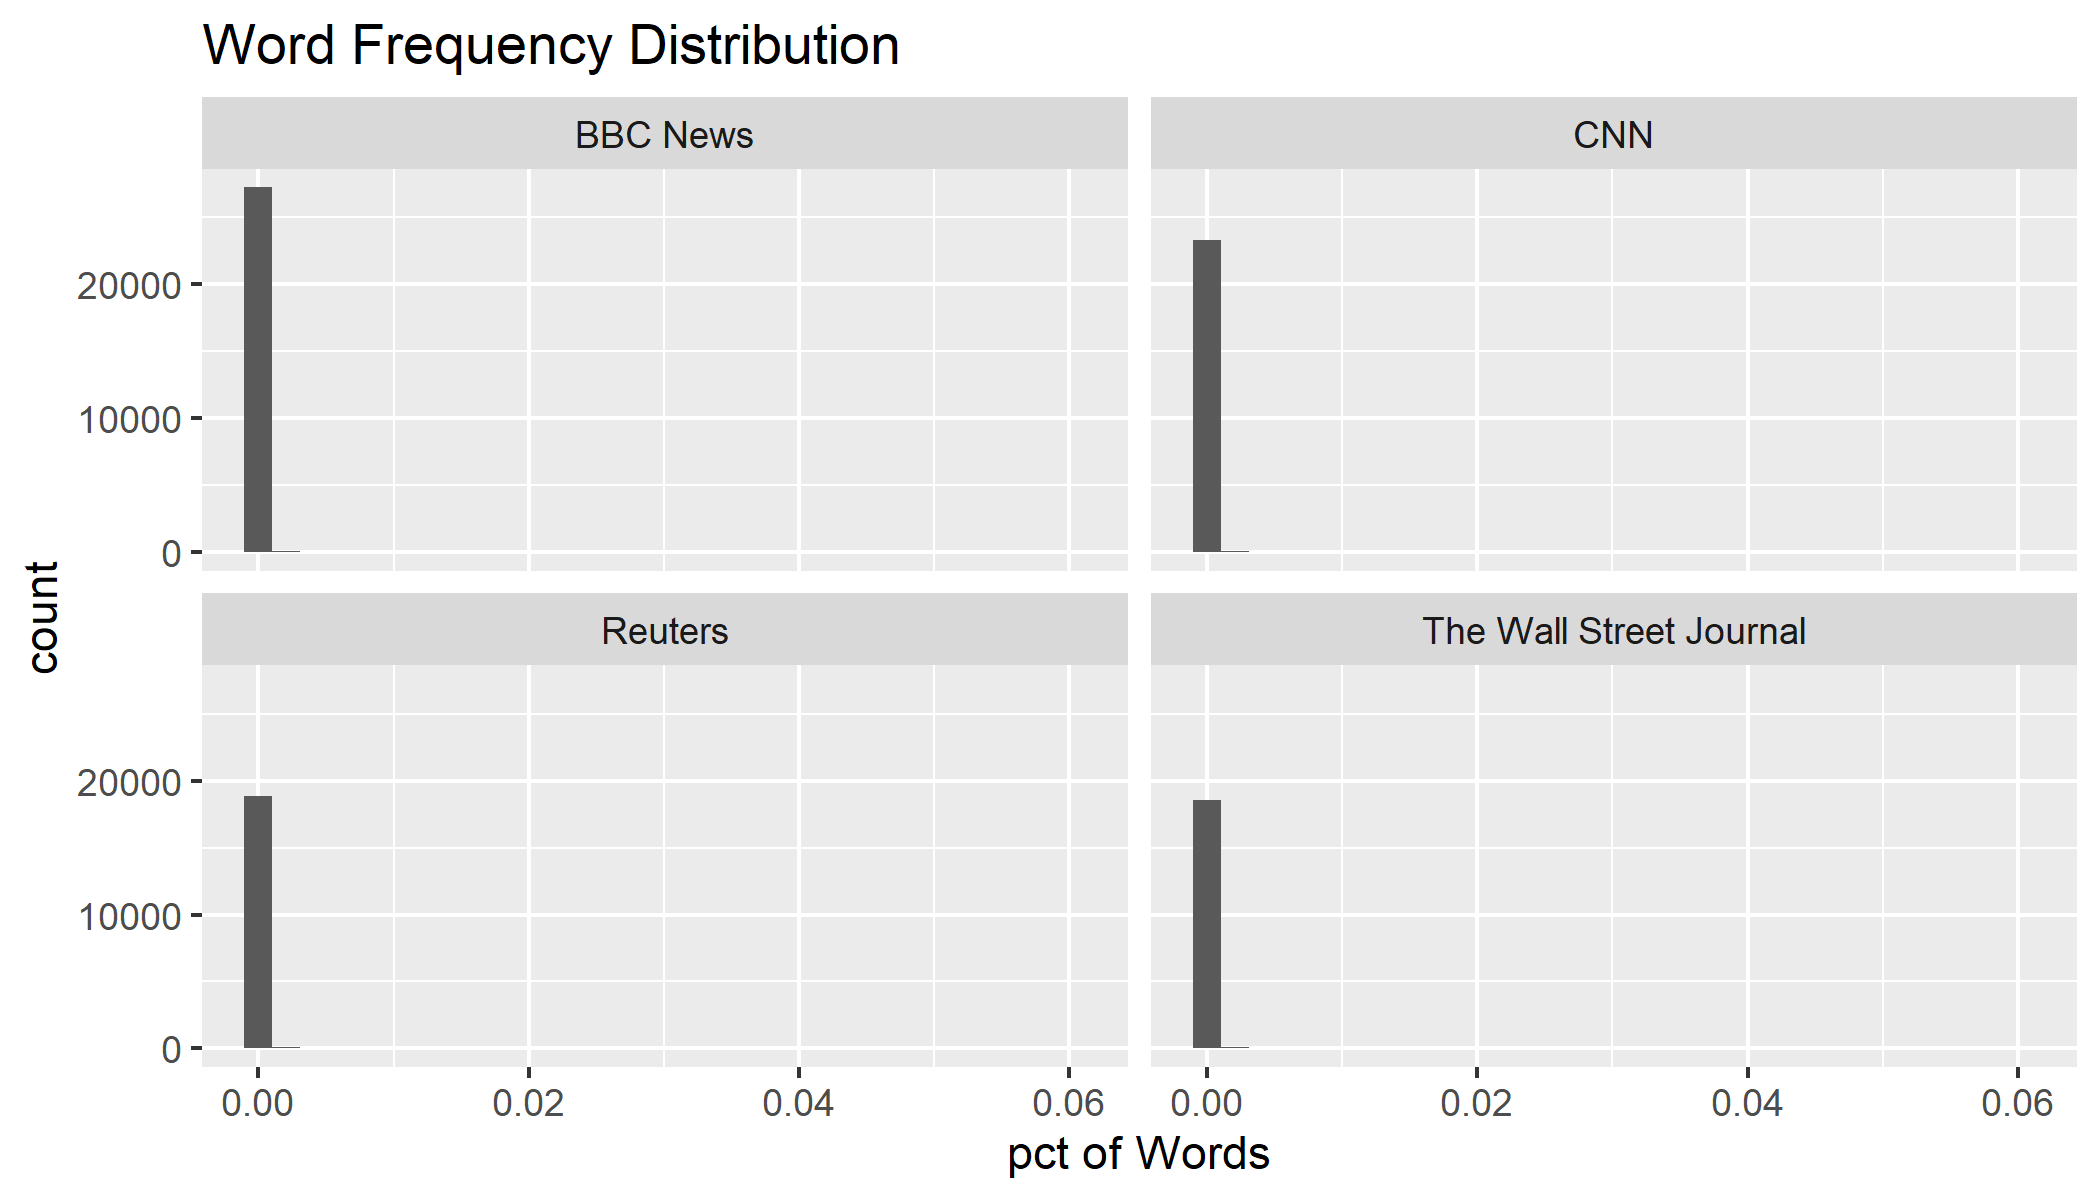 Word Frequency Distribution
BBC News
CNN
20000
10000
0
count
Reuters
The Wall Street Journal
20000
10000
0
0.00 0.02 0.04 0.06 0.00 0.02 0.04 0.06
pct of Words